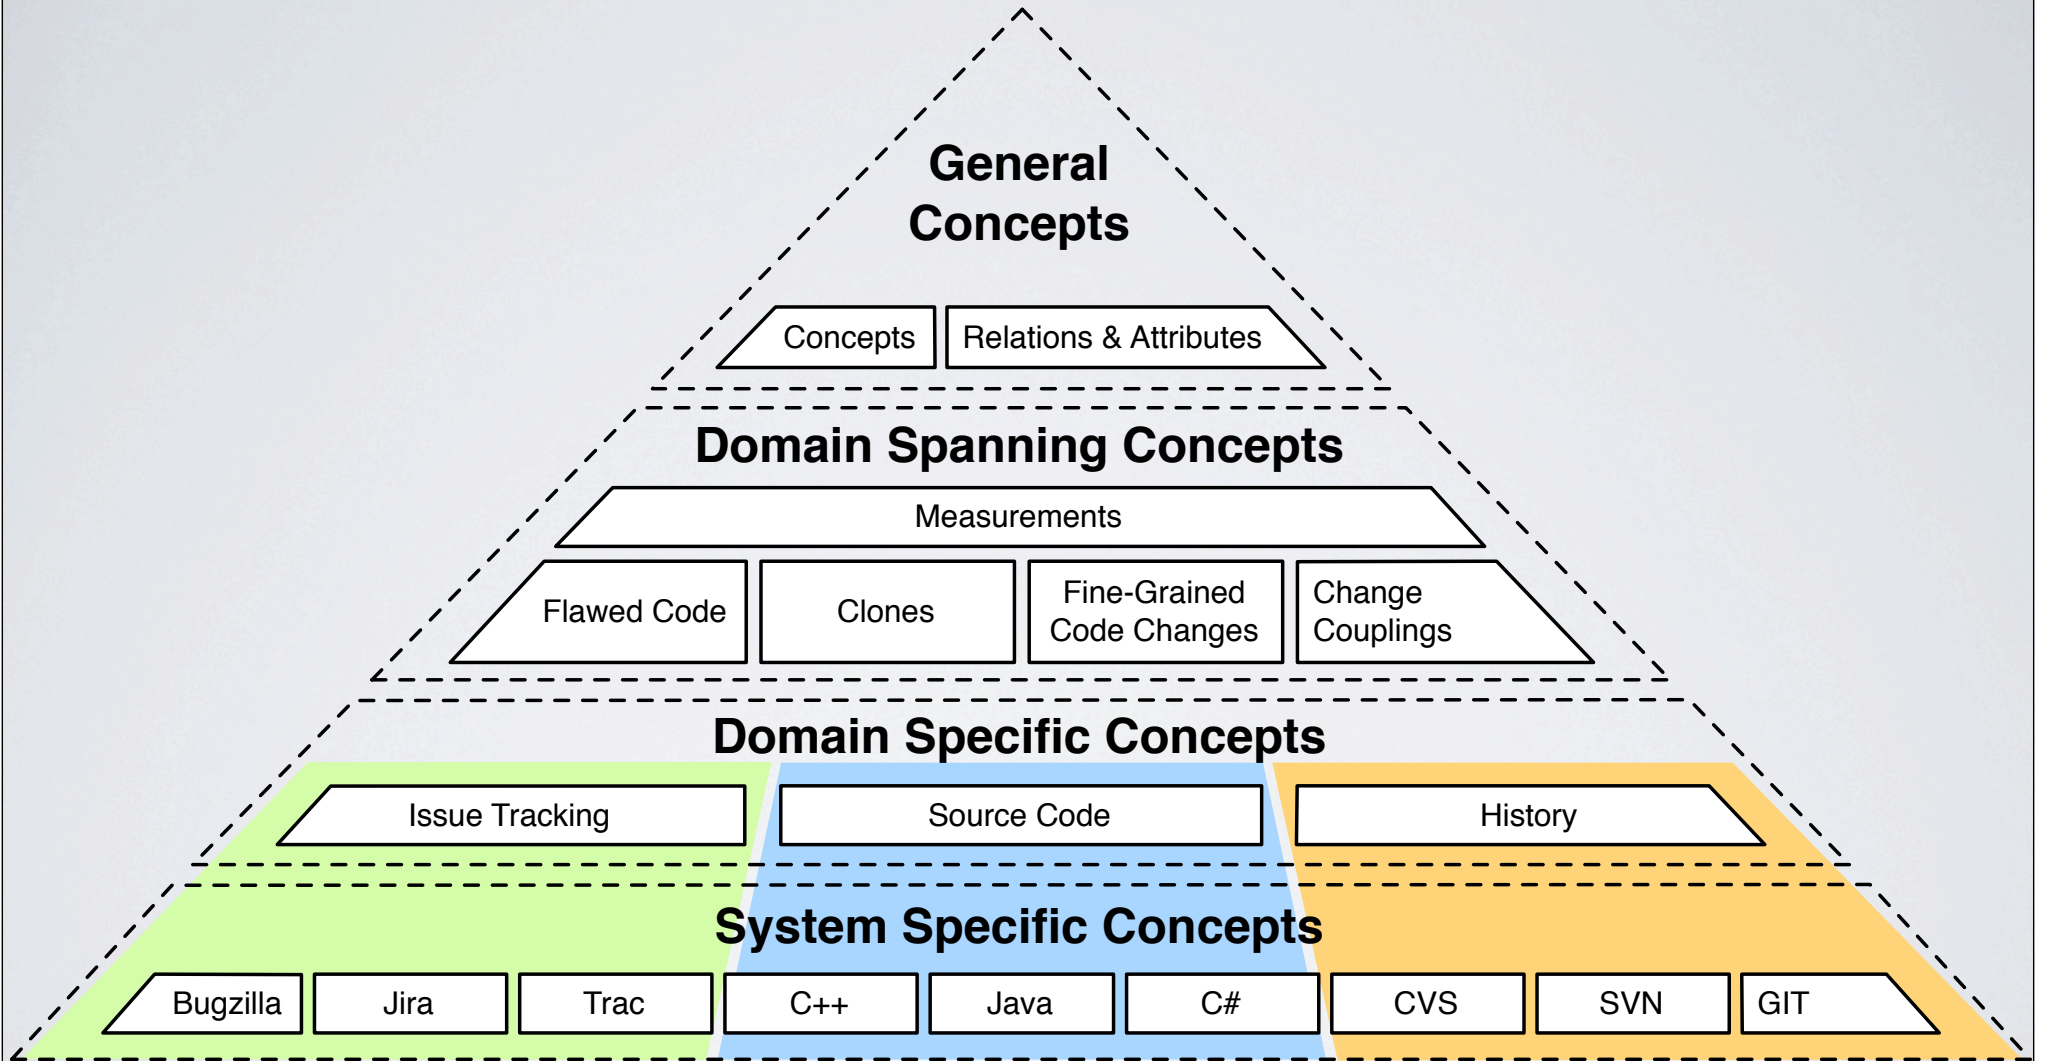 General
Concepts
Concepts
Relations & Attributes
Domain Spanning Concepts
Measurements
Flawed Code
Clones
Fine-Grained
Code Changes
Change
Couplings
Domain Specific Concepts
Issue Tracking
Source Code
History
System Specific Concepts
Bugzilla
Jira
Trac
C++
Java
C#
CVS
SVN
GIT